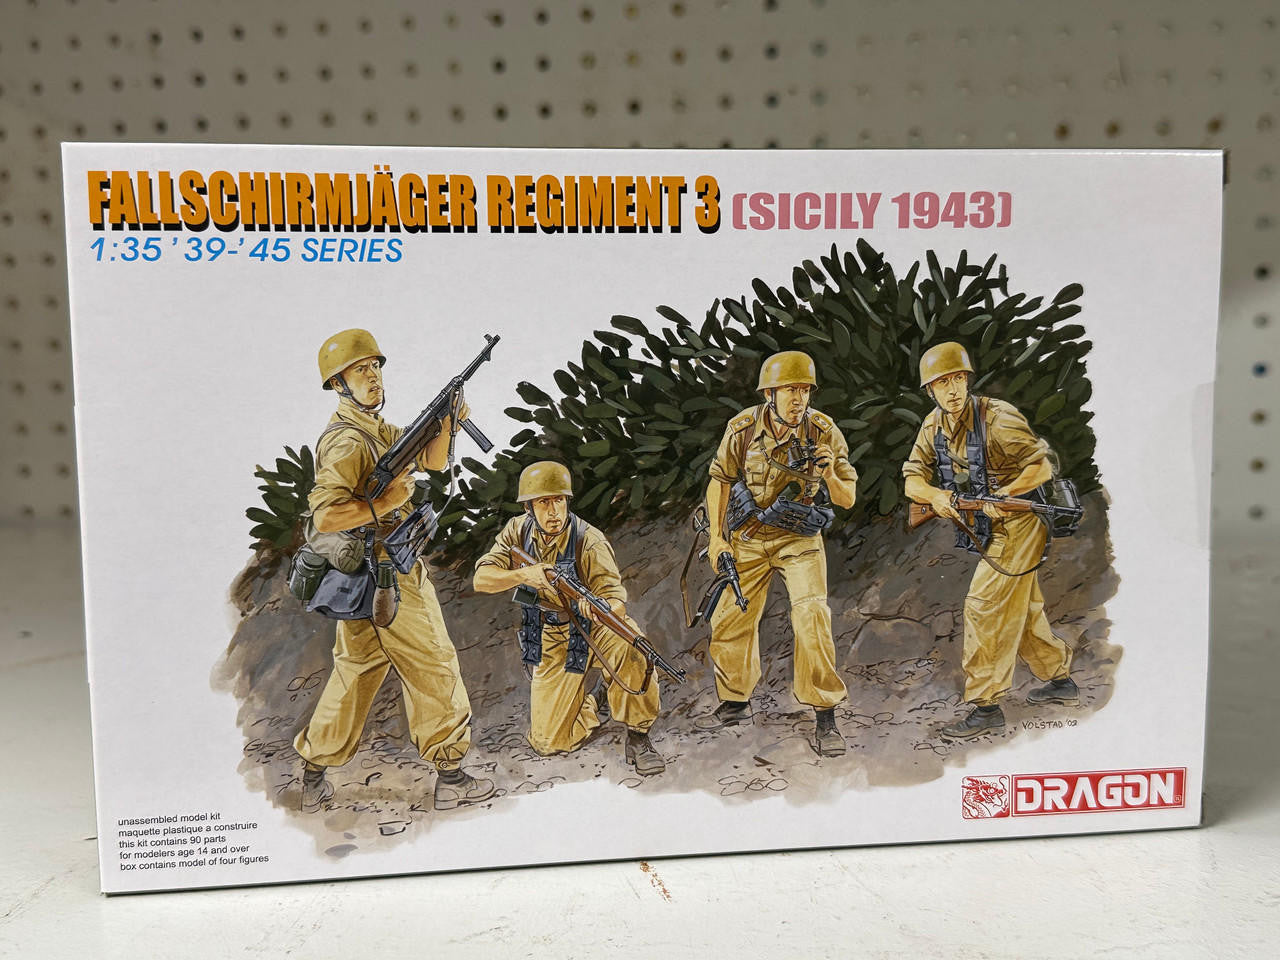 FALLSCHIRMJÄGER REGIMENT 3 (SICILY 1943)
1:35 '39-'45 SERIES
VOLSTAD '02
DRAGON
unassembled model kit
maquette plastique a construire
this kit contains 90 parts
for modelers age 14 and over
box contains model of four figures